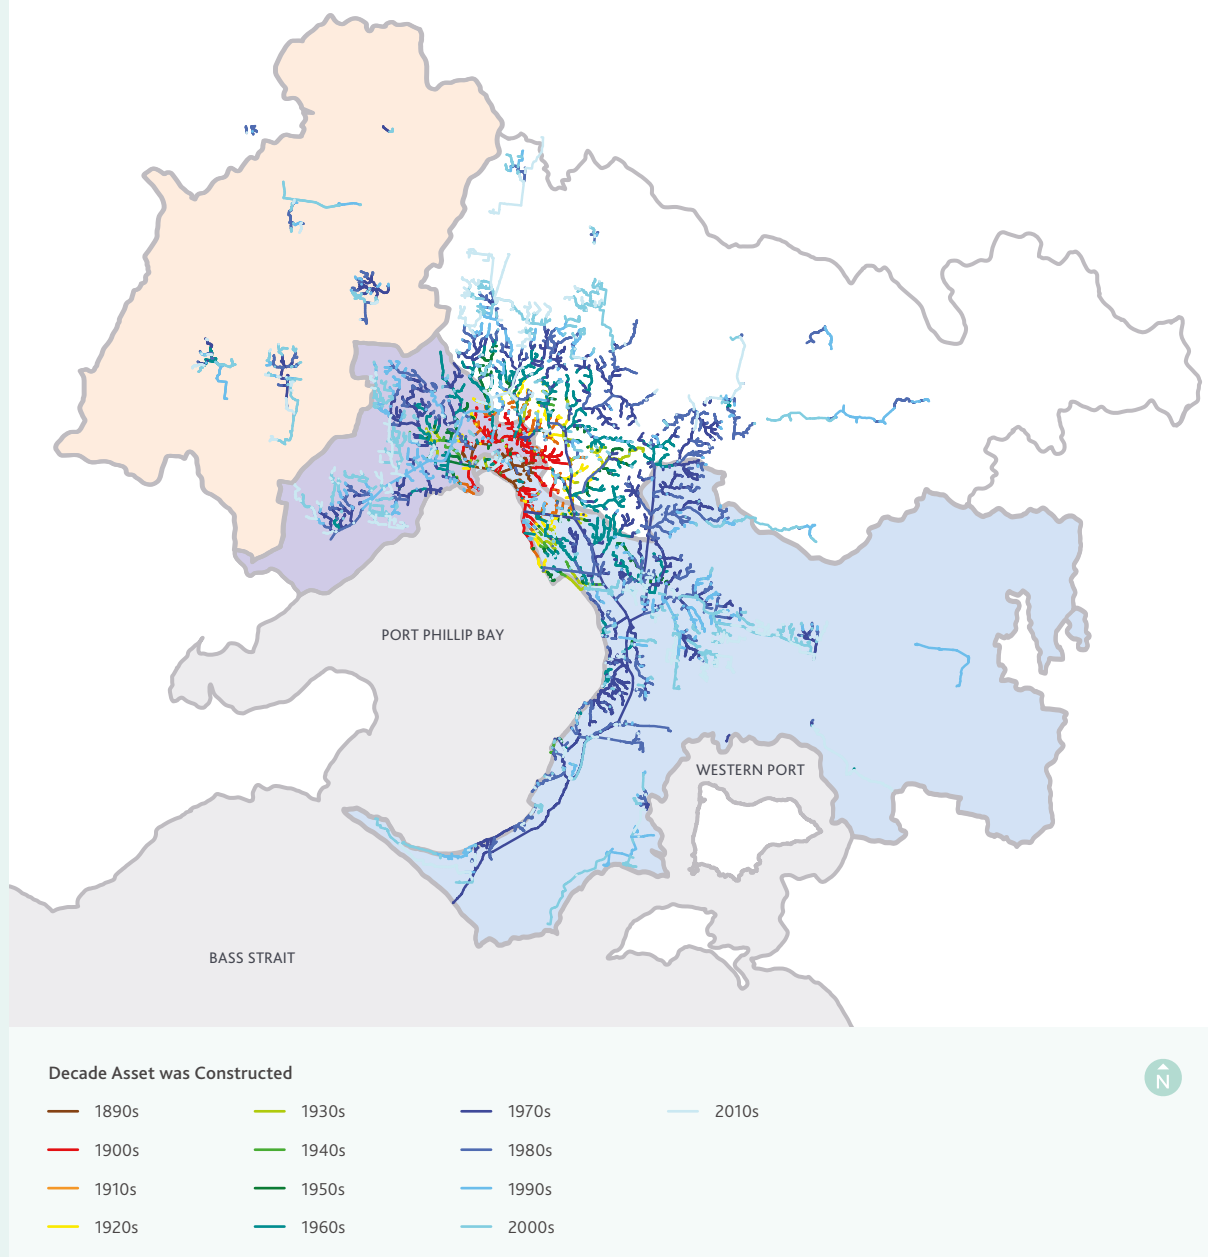 PORT PHILLIP BAY
WESTERN PORT
BASS STRAIT
Decade Asset was Constructed
N
1890s
1930s
1970s
2010s
1900s
1940s
1980s
1910s
1950s
1990s
1920s
1960s
2000s